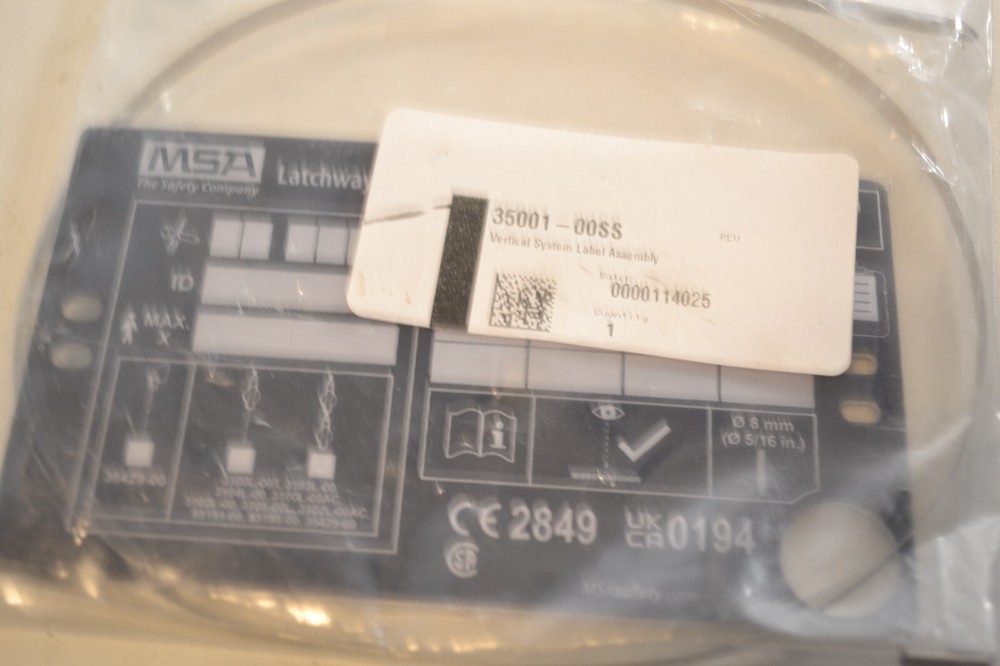 MSA
The Safety Company
Latchway
35001-00SS
REV
Vertical System Label Assembly
Batch
0000114025
Quantity
1
ID
MAX.
X
i
Ø 8 mm
(Ø 5/16 in.)
CE 2849
UK
CA 0194